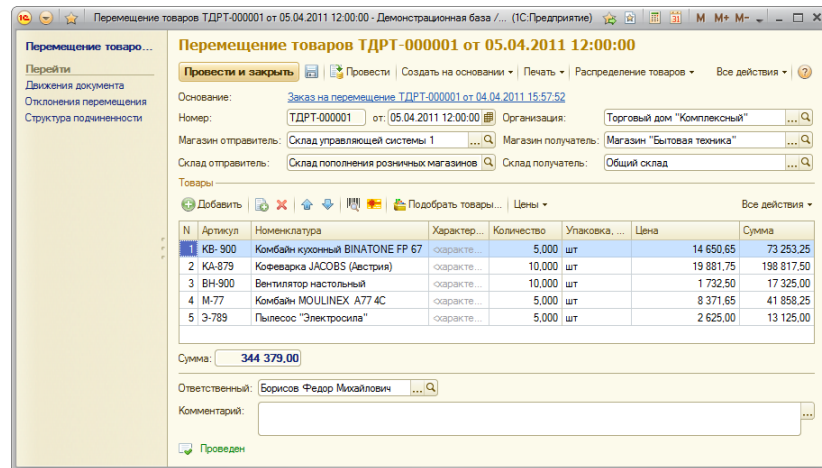 Перемещение товаров ТДРТ-000001 от 05.04.2011 12:00:00 - Демонстрационная база /... (1С:Предприятие) 31 M M+ M-
Перемещение товаро...
Перейти
Движения документа
Отклонения перемещения
Структура подчиненности
Перемещение товаров ТДРТ-000001 от 05.04.2011 12:00:00
Провести и закрыть Провести Создать на основании Печать Распределение товаров Все действия ?
Основание: Заказ на перемещение ТДРТ-000001 от 04.04.2011 15:57:52
Номер: ТДРТ-000001 от: 05.04.2011 12:00:00 Организация: Торговый дом "Комплексный" ...
Магазин отправитель: Склад управляющей системы 1 ... Магазин получатель: Магазин "Бытовая техника" ...
Склад отправитель: Склад пополнения розничных магазинов Склад получатель: Общий склад ...
Товары
Добавить Подобрать товары... Цены Все действия
N Артикул Номенклатура Характер... Количество Упаковка, ... Цена Сумма
1 КВ- 900 Комбайн кухонный BINATONE FP 67 <характе... 5,000 шт 14 650,65 73 253,25
2 КА-879 Кофеварка JACOBS (Австрия) <характе... 10,000 шт 19 881,75 198 817,50
3 ВН-900 Вентилятор настольный <характе... 10,000 шт 1 732,50 17 325,00
4 М-77 Комбайн MOULINEX A77 4C <характе... 5,000 шт 8 371,65 41 858,25
5 Э-789 Пылесос "Электросила" <характе... 5,000 шт 2 625,00 13 125,00
Сумма: 344 379,00
Ответственный: Борисов Федор Михайлович ...
Комментарий: ...
Проведен